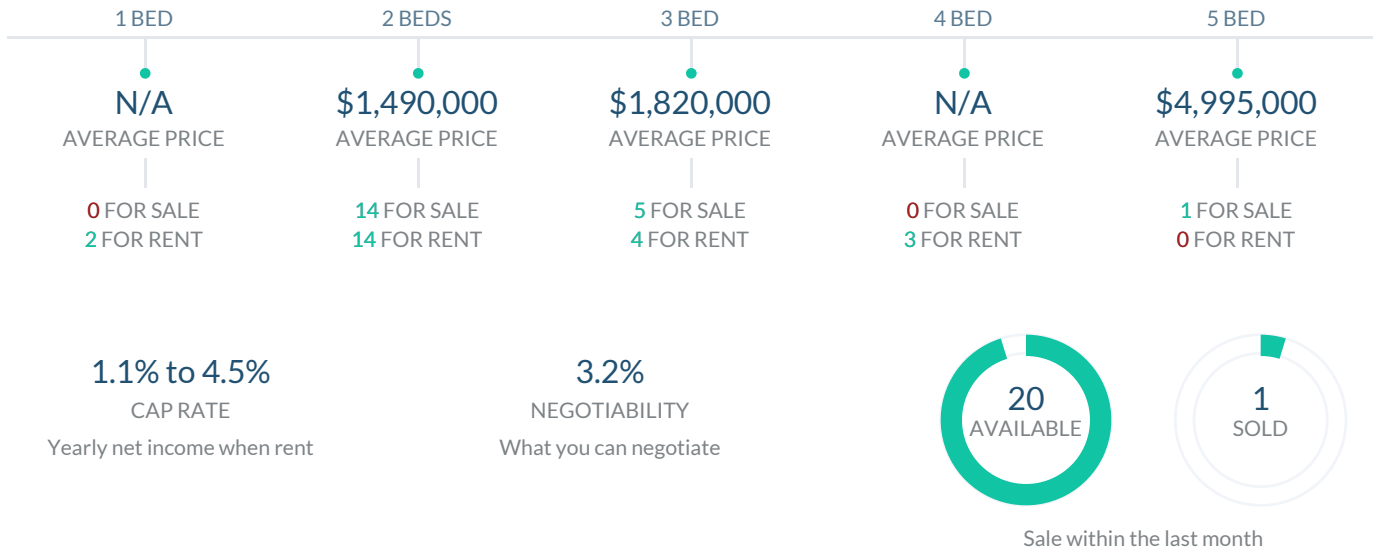 1 BED
2 BEDS
3 BED
4 BED
5 BED
N/A
$1,490,000
$1,820,000
N/A
$4,995,000
AVERAGE PRICE
AVERAGE PRICE
AVERAGE PRICE
AVERAGE PRICE
AVERAGE PRICE
0 FOR SALE
14 FOR SALE
5 FOR SALE
0 FOR SALE
1 FOR SALE
2 FOR RENT
14 FOR RENT
4 FOR RENT
3 FOR RENT
0 FOR RENT
1.1% to 4.5%
CAP RATE
Yearly net income when rent
3.2%
NEGOTIABILITY
What you can negotiate
20
AVAILABLE
1
SOLD
Sale within the last month